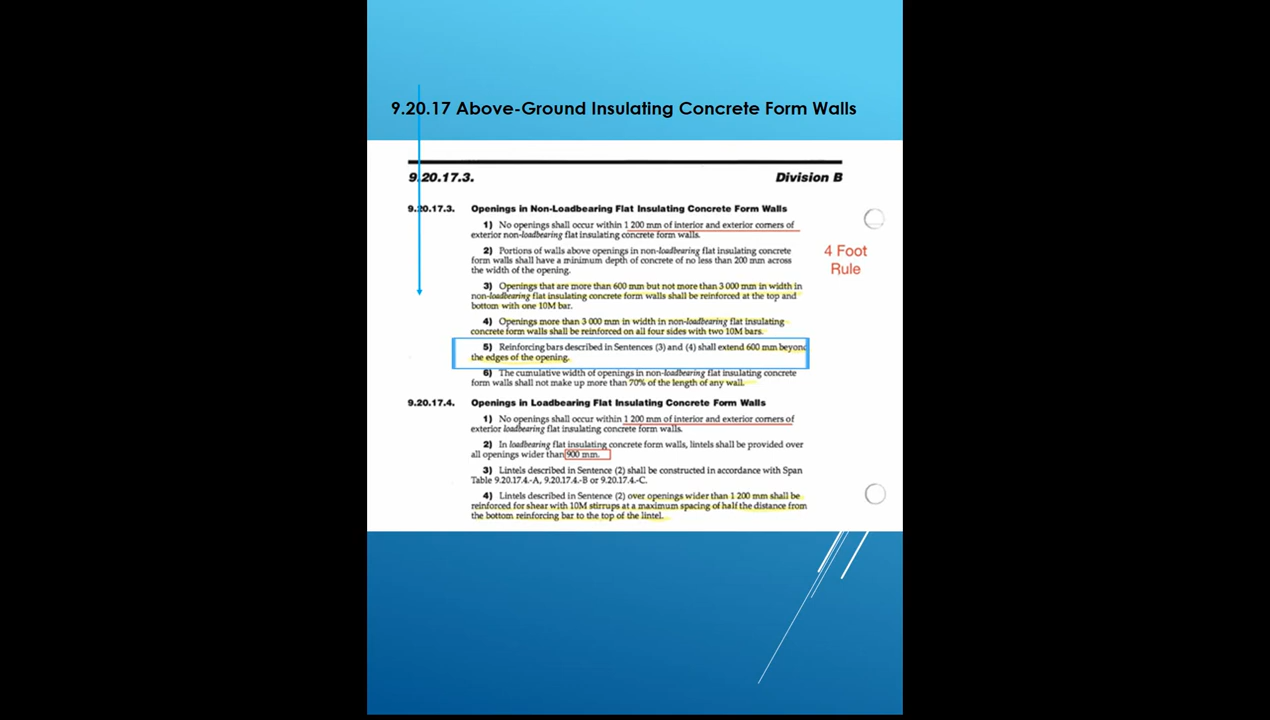 9.20.17 Above-Ground Insulating Concrete Form Walls
9.20.17.3. Division B
9.20.17.3. Openings in Non-Loadbearing Flat Insulating Concrete Form Walls
1) No openings shall occur within 1 200 mm of interior and exterior corners of
exterior non-loadbearing flat insulating concrete form walls.
2) Portions of walls above openings in non-loadbearing flat insulating concrete
form walls shall have a minimum depth of concrete of no less than 200 mm across
the width of the opening.
4 Foot
Rule
3) Openings that are more than 600 mm but not more than 3 000 mm in width in
non-loadbearing flat insulating concrete form walls shall be reinforced at the top and
bottom with one 10M bar.
4) Openings more than 3 000 mm in width in non-loadbearing flat insulating
concrete form walls shall be reinforced on all four sides with two 10M bars.
5) Reinforcing bars described in Sentences (3) and (4) shall extend 600 mm beyond
the edges of the opening.
6) The cumulative width of openings in non-loadbearing flat insulating concrete
form walls shall not make up more than 70% of the length of any wall.
9.20.17.4. Openings in Loadbearing Flat Insulating Concrete Form Walls
1) No openings shall occur within 1 200 mm of interior and exterior corners of
exterior loadbearing flat insulating concrete form walls.
2) In loadbearing flat insulating concrete form walls, lintels shall be provided over
all openings wider than 900 mm.
3) Lintels described in Sentence (2) shall be constructed in accordance with Span
Table 9.20.17.4.-A, 9.20.17.4.-B or 9.20.17.4.-C.
4) Lintels described in Sentence (2) over openings wider than 1 200 mm shall be
reinforced for shear with 10M stirrups at a maximum spacing of half the distance from
the bottom reinforcing bar to the top of the lintel.